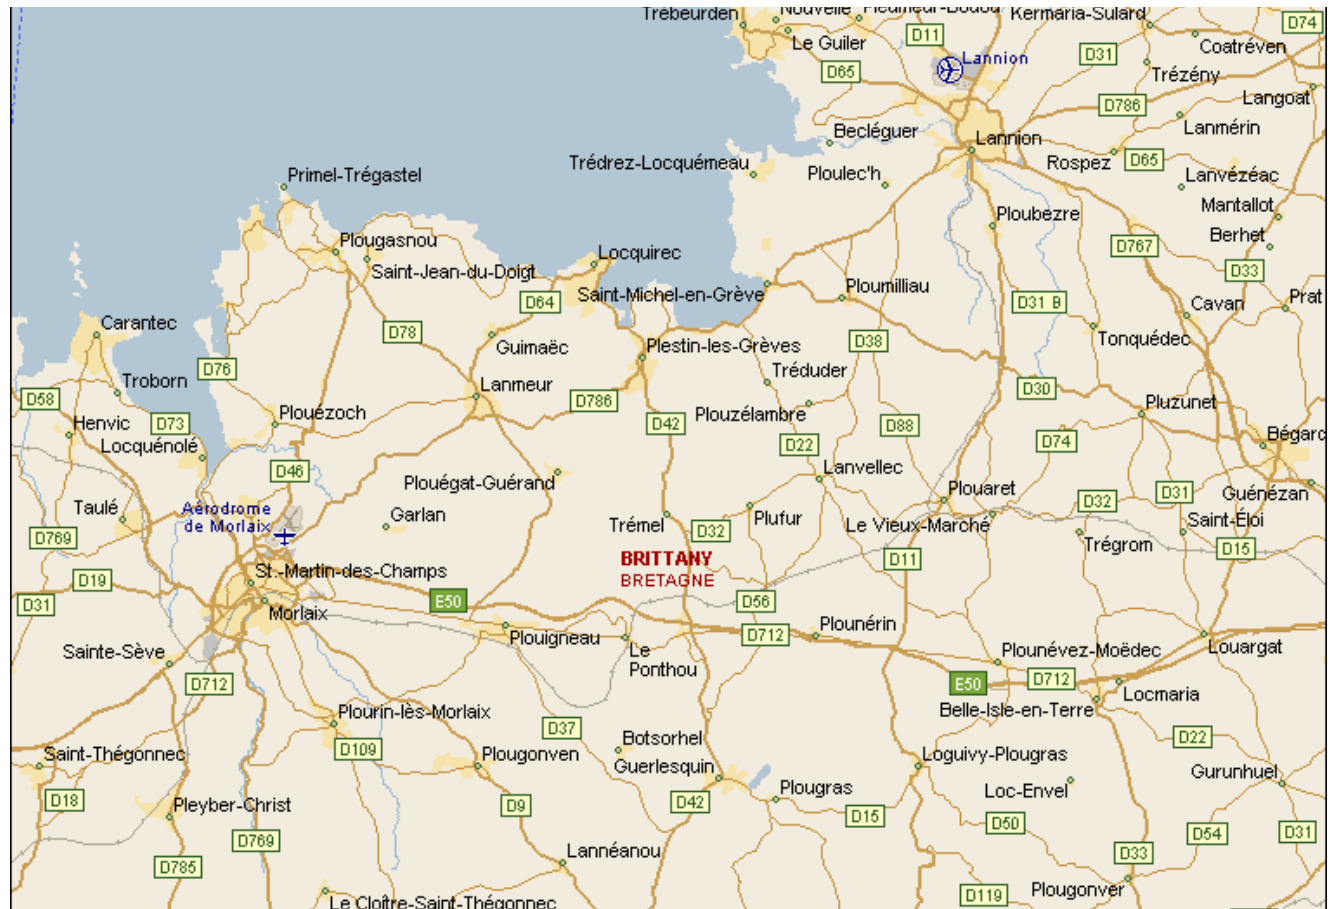 Trébeurden
Nouvelle
Pleumeur-Bodou
Kermaria-Sulard
D74
D11
Le Guiler
Coatréven
D31
Lannion
D65
Trézény
Langoat
D786
Lanmérin
Becléguer
Lannion
Rospez
D65
Trédrez-Locquémeau
Ploulec'h
Lanvézéac
Primel-Trégastel
Mantallot
Ploubezre
Berhet
D767
Plougasnou
Locquirec
Saint-Jean-du-Doigt
D33
Saint-Michel-en-Grève
Ploumilliau
D64
D31 B
Cavan
Prat
Carantec
D78
Guimaëc
Plestin-les-Grèves
D38
Tonquédec
D76
Tréduder
Troborn
Lanmeur
D30
D58
D786
Plouézoch
Plouzélambre
Pluzunet
Henvic
D73
D42
D88
Bégarc
Locquénolé
D22
D74
D46
Lanvellec
Plouégat-Guérand
Plouaret
D31
Guénézan
D32
Taulé
Aérodrome
de Morlaix
Garlan
Trémel
Plufur
Le Vieux-Marché
Saint-Éloi
D32
D769
Trégrom
D15
BRITTANY
D11
BRETAGNE
St.-Martin-des-Champs
D19
E50
D56
D31
Morlaix
Plouigneau
D712
Plounérin
Le
Ponthou
Louargat
Sainte-Sève
Plounévez-Moëdec
D712
E50
D712
Locmaria
Belle-Isle-en-Terre
Plourin-lès-Morlaix
D37
D22
Botsorhel
Saint-Thégonnec
D109
Plougonven
Guerlesquin
Loguivy-Plougras
Gurunhuel
Plougras
Loc-Envel
D18
Pleyber-Christ
D9
D42
D15
D50
D54
D31
D769
Lannéanou
D33
D785
Le Cloître-Saint-Thégonnec
D119
Plougonver